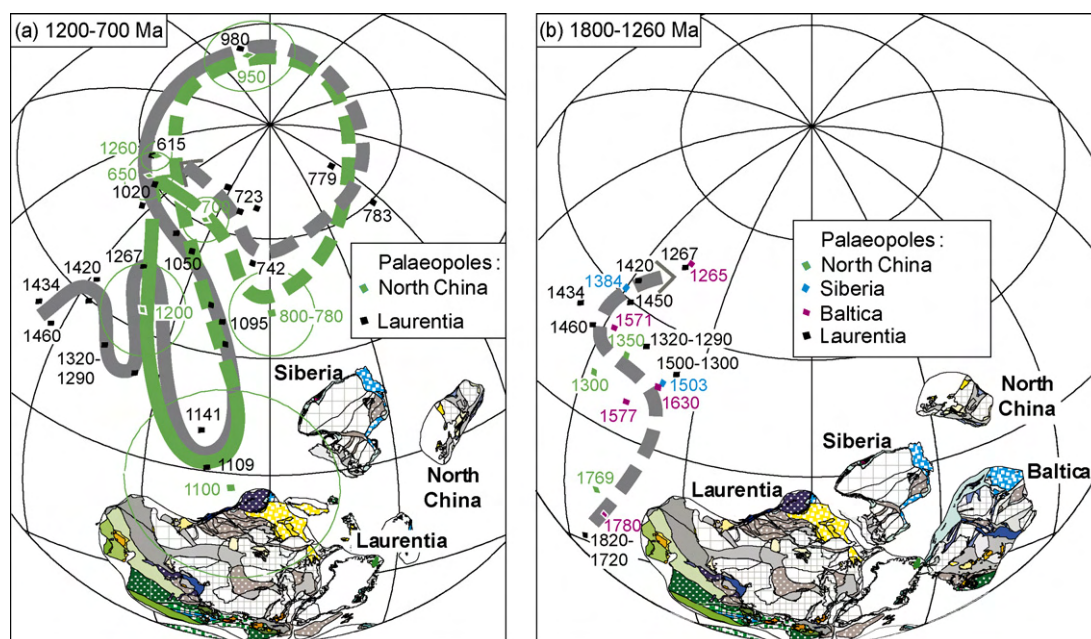 (a) 1200-700 Ma
980
950
1260
615
650
1020
723
779
783
1050
742
1267
1420
1434
1460
1200
1320-
1290
1095
800-780
Palaeopoles :
North China
Laurentia
Siberia
1141
1109
1100
North
China
Laurentia
(b) 1800-1260 Ma
Palaeopoles :
North China
Siberia
Baltica
Laurentia
1267
1265
1420
1384
1434
1450
1460
1571
1350
1320-1290
1500-1300
1300
1503
1630
1577
1769
1780
1820-
1720
North
China
Siberia
Baltica
Laurentia